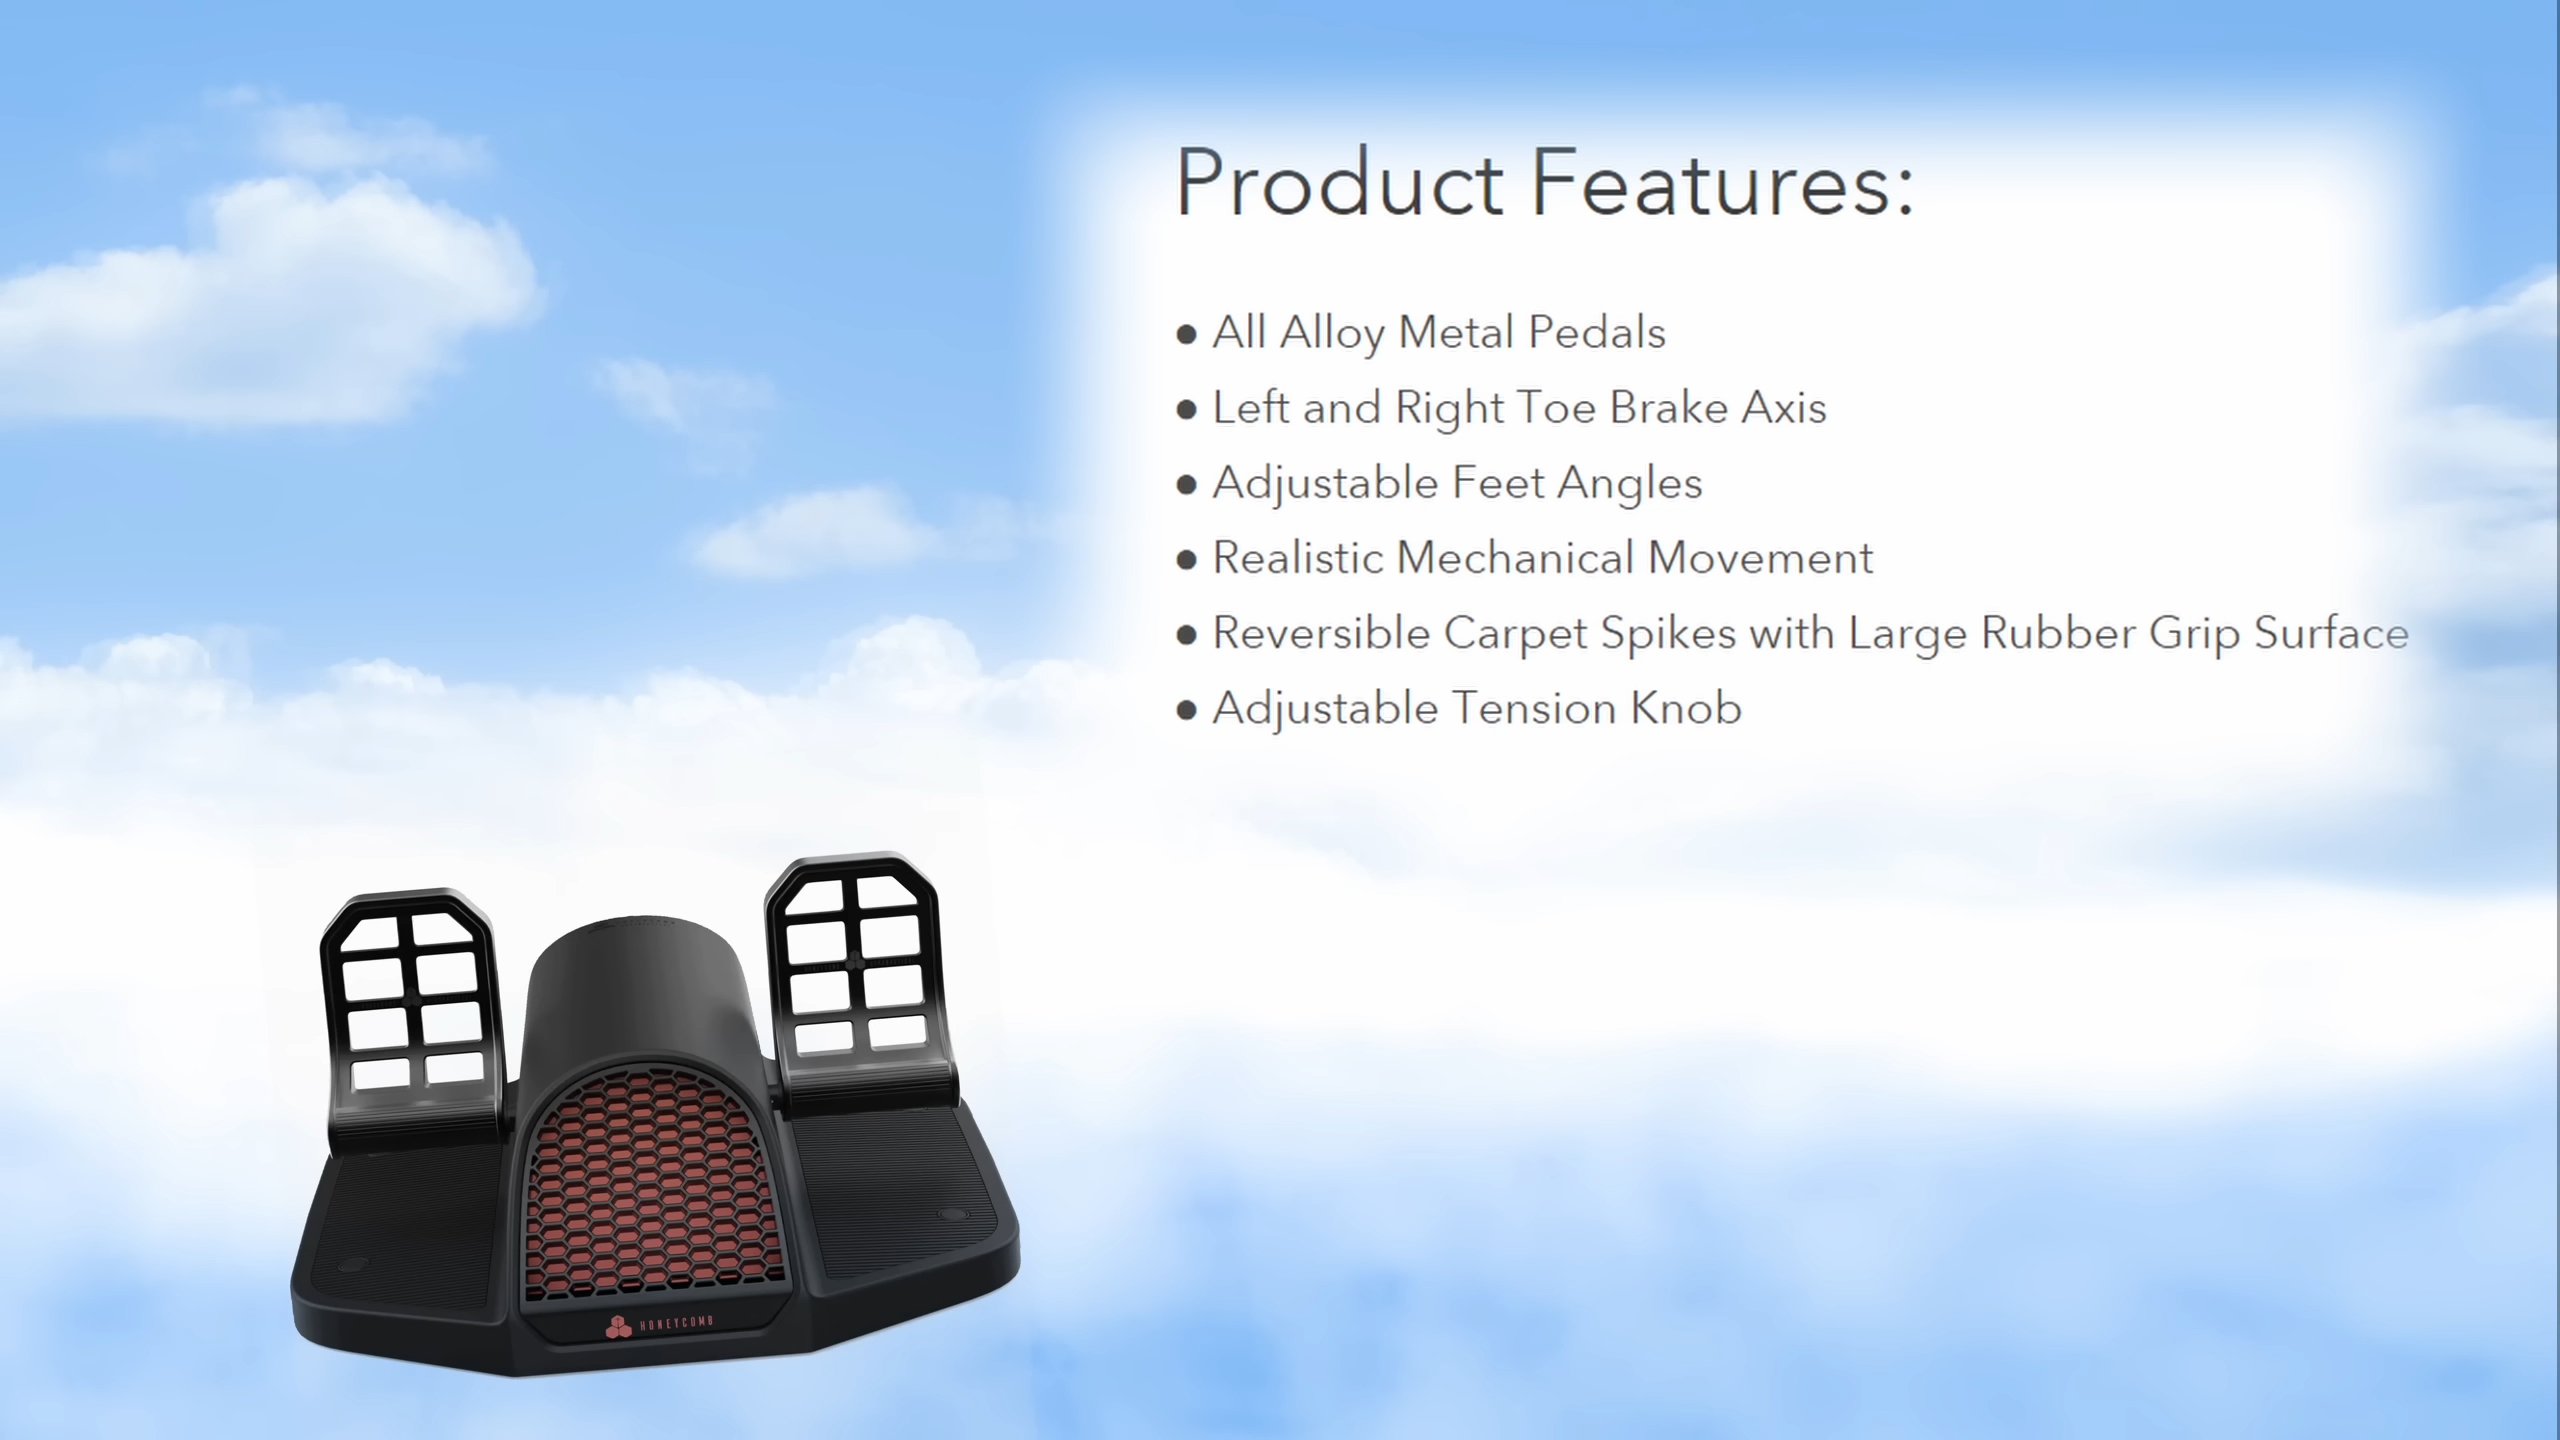 Product Features:
● All Alloy Metal Pedals
● Left and Right Toe Brake Axis
● Adjustable Feet Angles
● Realistic Mechanical Movement
● Reversible Carpet Spikes with Large Rubber Grip Surface
● Adjustable Tension Knob
HONEYCOMB